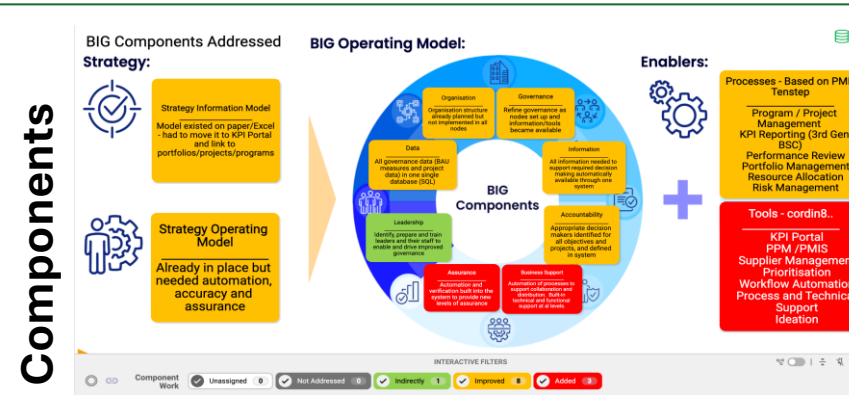 Components
BIG Components Addressed
Strategy:
Strategy Information Model
Model existed on paper/Excel
- had to move it to KPI Portal
and link to
portfolios/projects/programs
Strategy Operating
Model
Already in place but
needed automation,
accuracy and
assurance
BIG Operating Model:
Organisation
Organisation structure
already planned but
not implemented in all
nodes
Governance
Refine governance as
nodes set up and
information/tools
became available
Data
All governance data (BAU
measures and project
data) in one single
database (SQL)
Information
All information needed to
support required decision
making automatically
available through one
system
BIG
Components
Leadership
Identify, prepare and train
leaders and their staff to
enable and drive improved
governance
Accountability
Appropriate decision
makers identified for
all objectives and
projects, and defined
in system
Assurance
Automation and
verification built into the
system to provide new
levels of assurance
Business Support
Automation of processes to
support collaboration and
distribution. Built-in
technical and functional
support at al levels
Enablers:
Processes - Based on PMI
Tenstep
Program / Project
Management
KPI Reporting (3rd Gen
BSC)
Performance Review
Portfolio Management
Resource Allocation
Risk Management
Tools - cordin8..
KPI Portal
PPM /PMIS
Supplier Managemen
Prioritisation
Workflow Automatio
Process and Technica
Support
Ideation
INTERACTIVE FILTERS
Component
Work
Unassigned 0
Not Addressed 0
Indirectly 1
Improved 8
Added 3